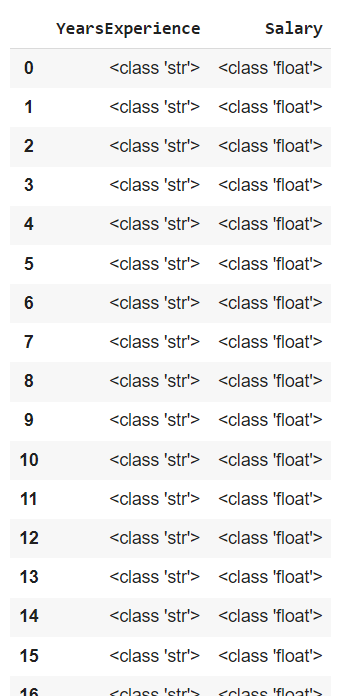 YearsExperience Salary
0 <class 'str'> <class 'float'>
1 <class 'str'> <class 'float'>
2 <class 'str'> <class 'float'>
3 <class 'str'> <class 'float'>
4 <class 'str'> <class 'float'>
5 <class 'str'> <class 'float'>
6 <class 'str'> <class 'float'>
7 <class 'str'> <class 'float'>
8 <class 'str'> <class 'float'>
9 <class 'str'> <class 'float'>
10 <class 'str'> <class 'float'>
11 <class 'str'> <class 'float'>
12 <class 'str'> <class 'float'>
13 <class 'str'> <class 'float'>
14 <class 'str'> <class 'float'>
15 <class 'str'> <class 'float'>
16 <class 'str'> <class 'float'>